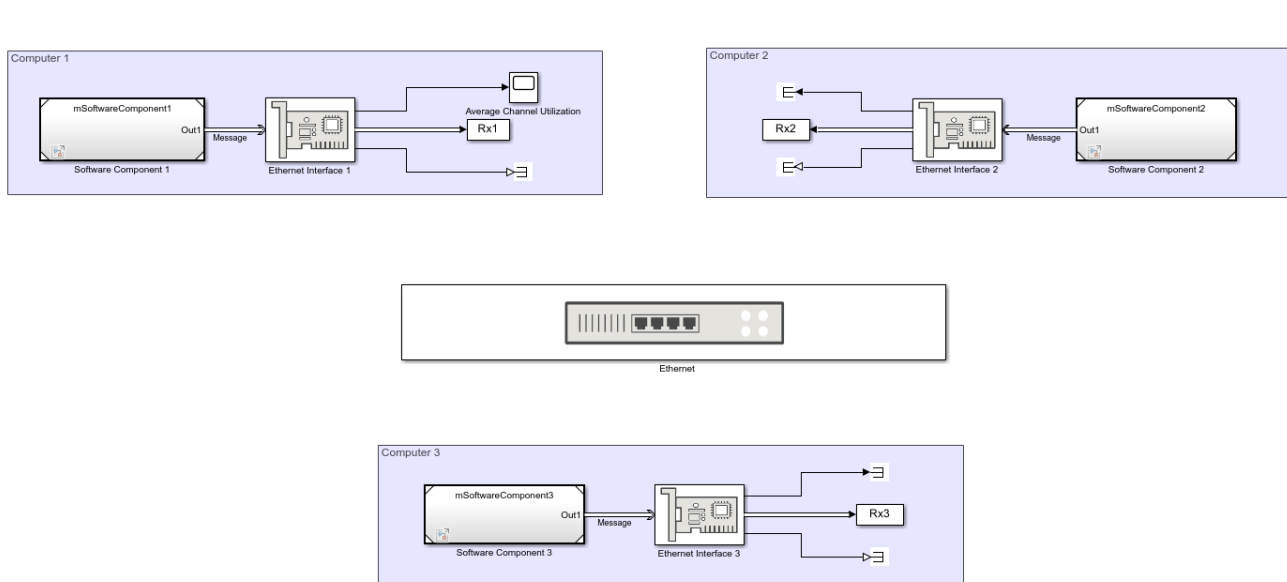 Computer 1
mSoftwareComponent1
Out1
Message
Software Component 1
Ethernet Interface 1
Average Channel Utilization
Rx1
Computer 2
Rx2
Ethernet Interface 2
Message
mSoftwareComponent2
Out1
Software Component 2
Ethernet
Computer 3
mSoftwareComponent3
Out1
Message
Software Component 3
Ethernet Interface 3
Rx3